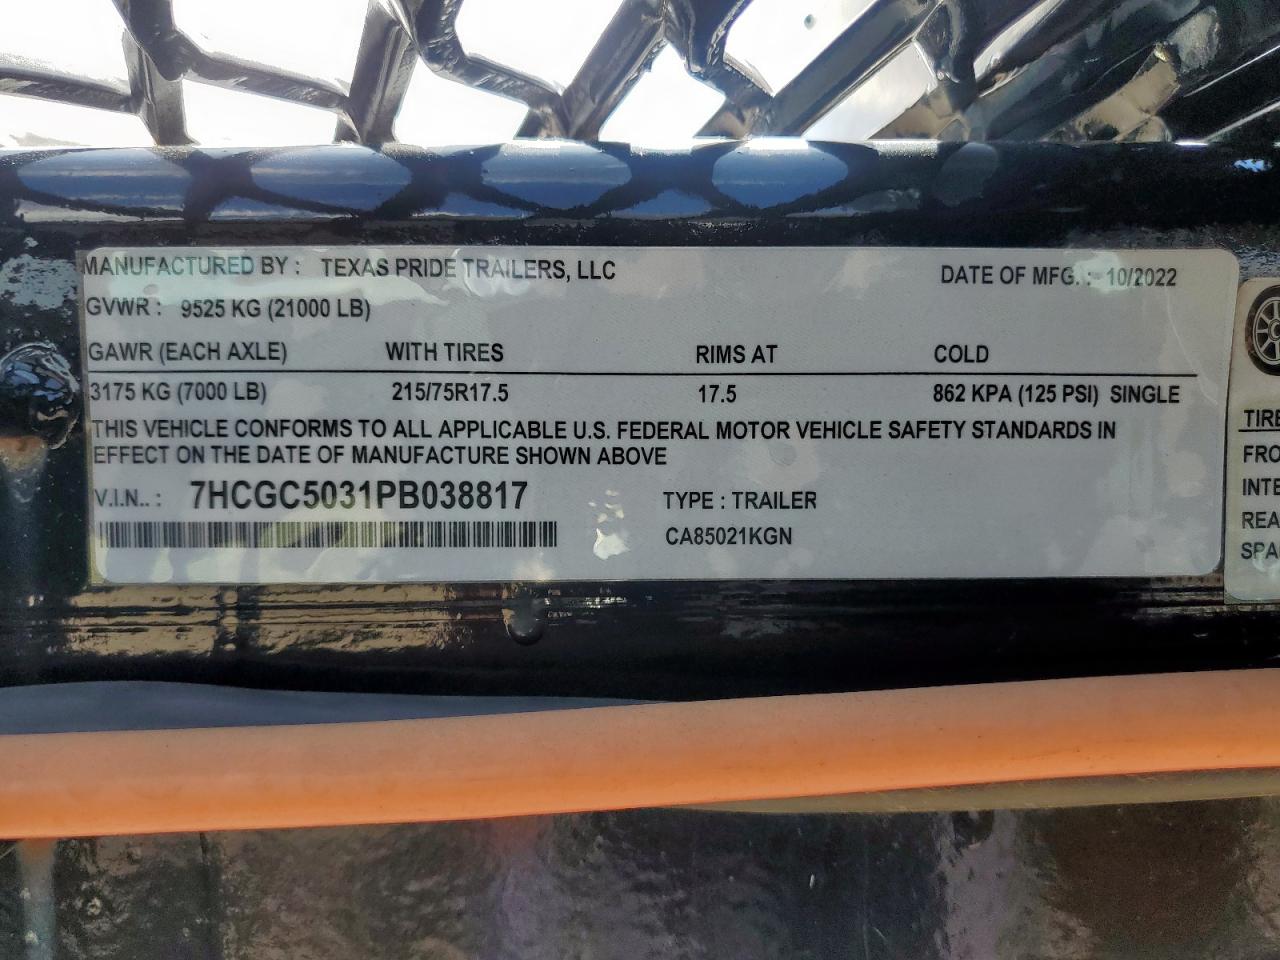 MANUFACTURED BY : TEXAS PRIDE TRAILERS, LLC DATE OF MFG. : 10/2022
GVWR : 9525 KG (21000 LB)
GAWR (EACH AXLE) WITH TIRES RIMS AT COLD
3175 KG (7000 LB) 215/75R17.5 17.5 862 KPA (125 PSI) SINGLE
THIS VEHICLE CONFORMS TO ALL APPLICABLE U.S. FEDERAL MOTOR VEHICLE SAFETY STANDARDS IN
EFFECT ON THE DATE OF MANUFACTURE SHOWN ABOVE
V.I.N.. : 7HCGC5031PB038817 TYPE : TRAILER
CA85021KGN
TIRE
FRO
INTE
REA
SPA